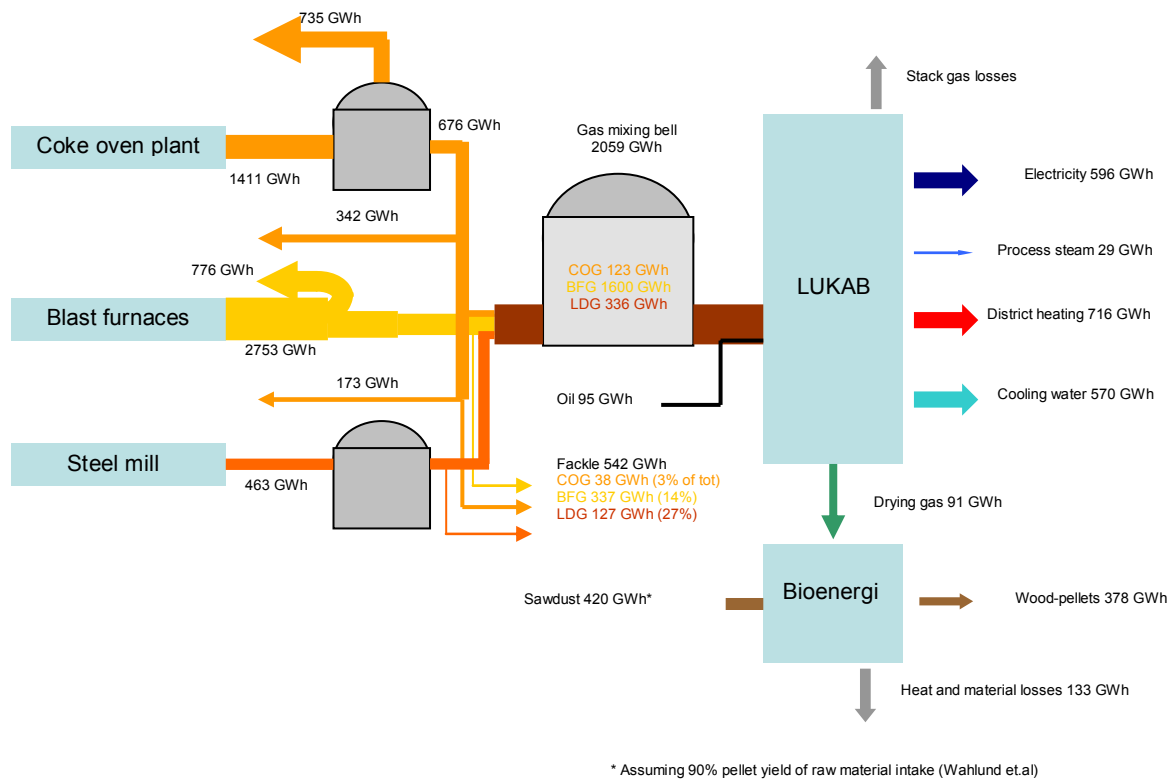 735 GWh
Stack gas losses
Coke oven plant
676 GWh
Gas mixing bell
2059 GWh
1411 GWh
Electricity 596 GWh
342 GWh
Process steam 29 GWh
776 GWh
COG 123 GWh
BFG 1600 GWh
LDG 336 GWh
LUKAB
Blast furnaces
District heating 716 GWh
2753 GWh
173 GWh
Oil 95 GWh
Cooling water 570 GWh
Steel mill
463 GWh
Fackle 542 GWh
COG 38 GWh (3% of tot)
BFG 337 GWh (14%)
LDG 127 GWh (27%)
Drying gas 91 GWh
Sawdust 420 GWh*
Bioenergi
Wood-pellets 378 GWh
Heat and material losses 133 GWh
* Assuming 90% pellet yield of raw material intake (Wahlund et.al)